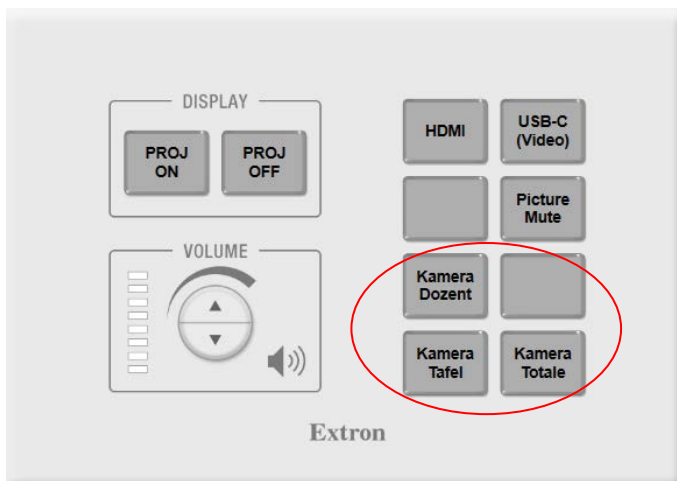 DISPLAY
PROJ
ON
PROJ
OFF
HDMI
USB-C
(Video)
Picture
Mute
VOLUME
Kamera
Dozent
Kamera
Tafel
Kamera
Totale
Extron